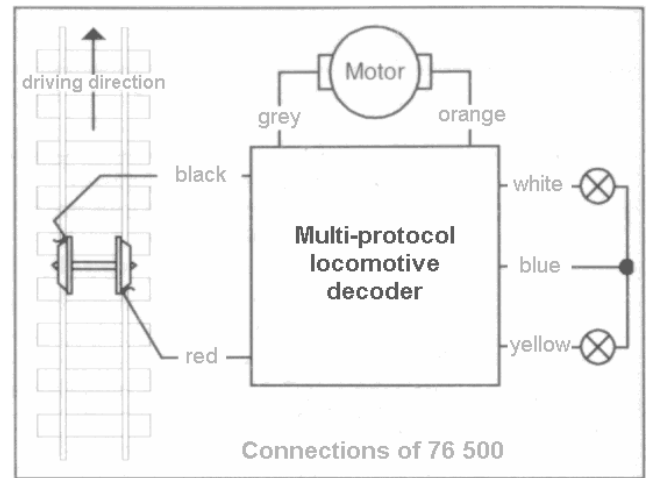 driving direction
Motor
grey
orange
black
white
Multi-protocol
locomotive
decoder
blue
red
yellow
Connections of 76 500